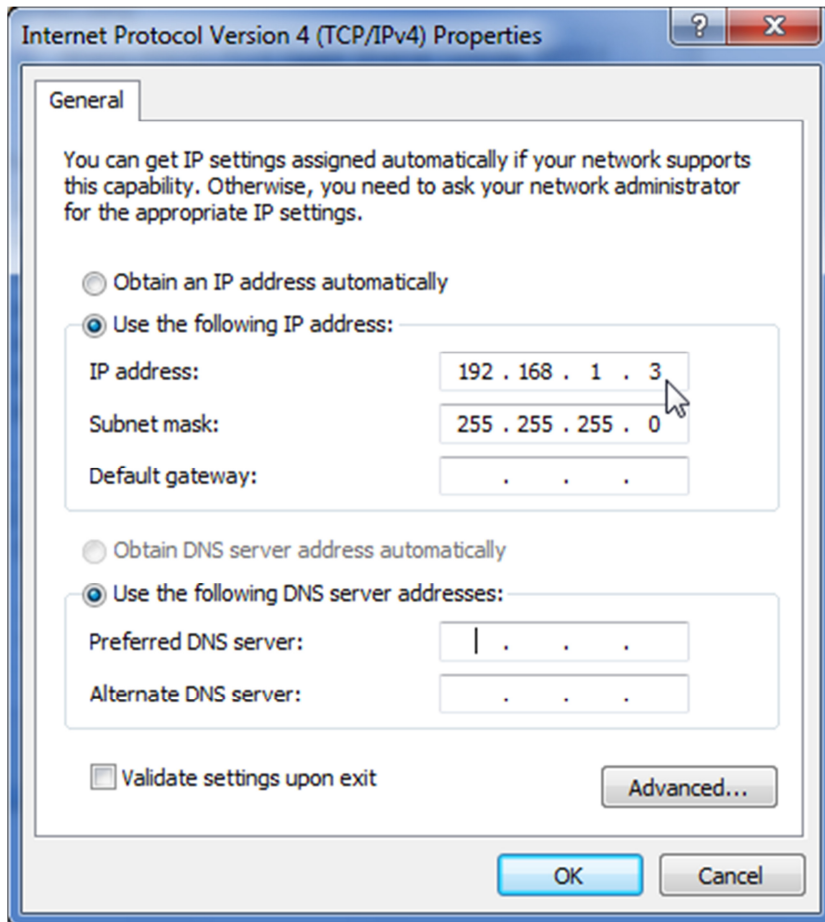 Internet Protocol Version 4 (TCP/IPv4) Properties
?
X
General
You can get IP settings assigned automatically if your network supports
this capability. Otherwise, you need to ask your network administrator
for the appropriate IP settings.
Obtain an IP address automatically
Use the following IP address:
IP address: 192 . 168 . 1 . 3
Subnet mask: 255 . 255 . 255 . 0
Default gateway: . . .
Obtain DNS server address automatically
Use the following DNS server addresses:
Preferred DNS server: . . .
Alternate DNS server: . . .
Validate settings upon exit
Advanced...
OK Cancel